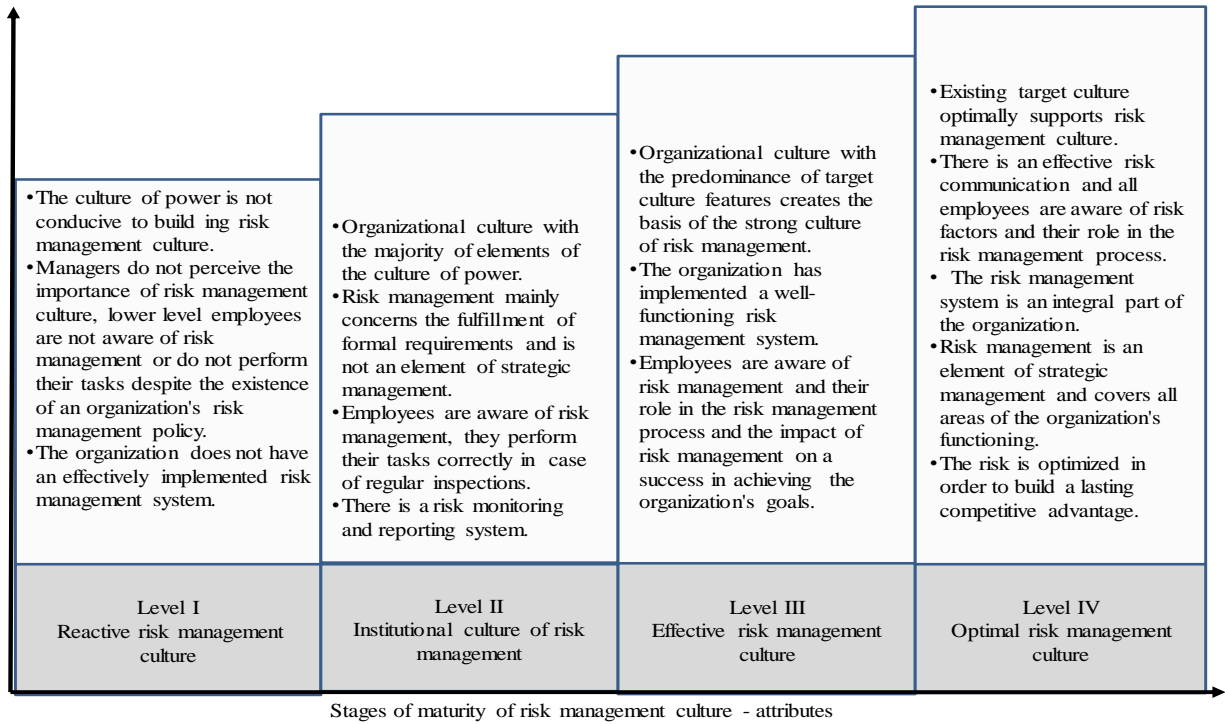 •The culture of power is not
conducive to build ing risk
management culture.
•Managers do not perceive the
importance of risk management
culture, lower level employees
are not aware of risk
management or do not perform
their tasks despite the existence
of an organization's risk
management policy.
•The organization does not have
an effectively implemented risk
management system.
Level I
Reactive risk management
culture
•Organizational culture with
the majority of elements of
the culture of power.
•Risk management mainly
concerns the fulfillment of
formal requirements and is
not an element of strategic
management.
•Employees are aware of risk
management, they perform
their tasks correctly in case
of regular inspections.
•There is a risk monitoring
and reporting system.
Level II
Institutional culture of risk
management
•Organizational culture with
the predominance of target
culture features creates the
basis of the strong culture
of risk management.
•The organization has
implemented a well-
functioning risk
management system.
•Employees are aware of
risk management and their
role in the risk management
process and the impact of
risk management on a
success in achieving the
organization's goals.
Level III
Effective risk management
culture
•Existing target culture
optimally supports risk
management culture.
•There is an effective risk
communication and all
employees are aware of risk
factors and their role in the
risk management process.
• The risk management
system is an integral part of
the organization.
•Risk management is an
element of strategic
management and covers all
areas of the organization's
functioning.
•The risk is optimized in
order to build a lasting
competitive advantage.
Level IV
Optimal risk management
culture
Stages of maturity of risk management culture - attributes